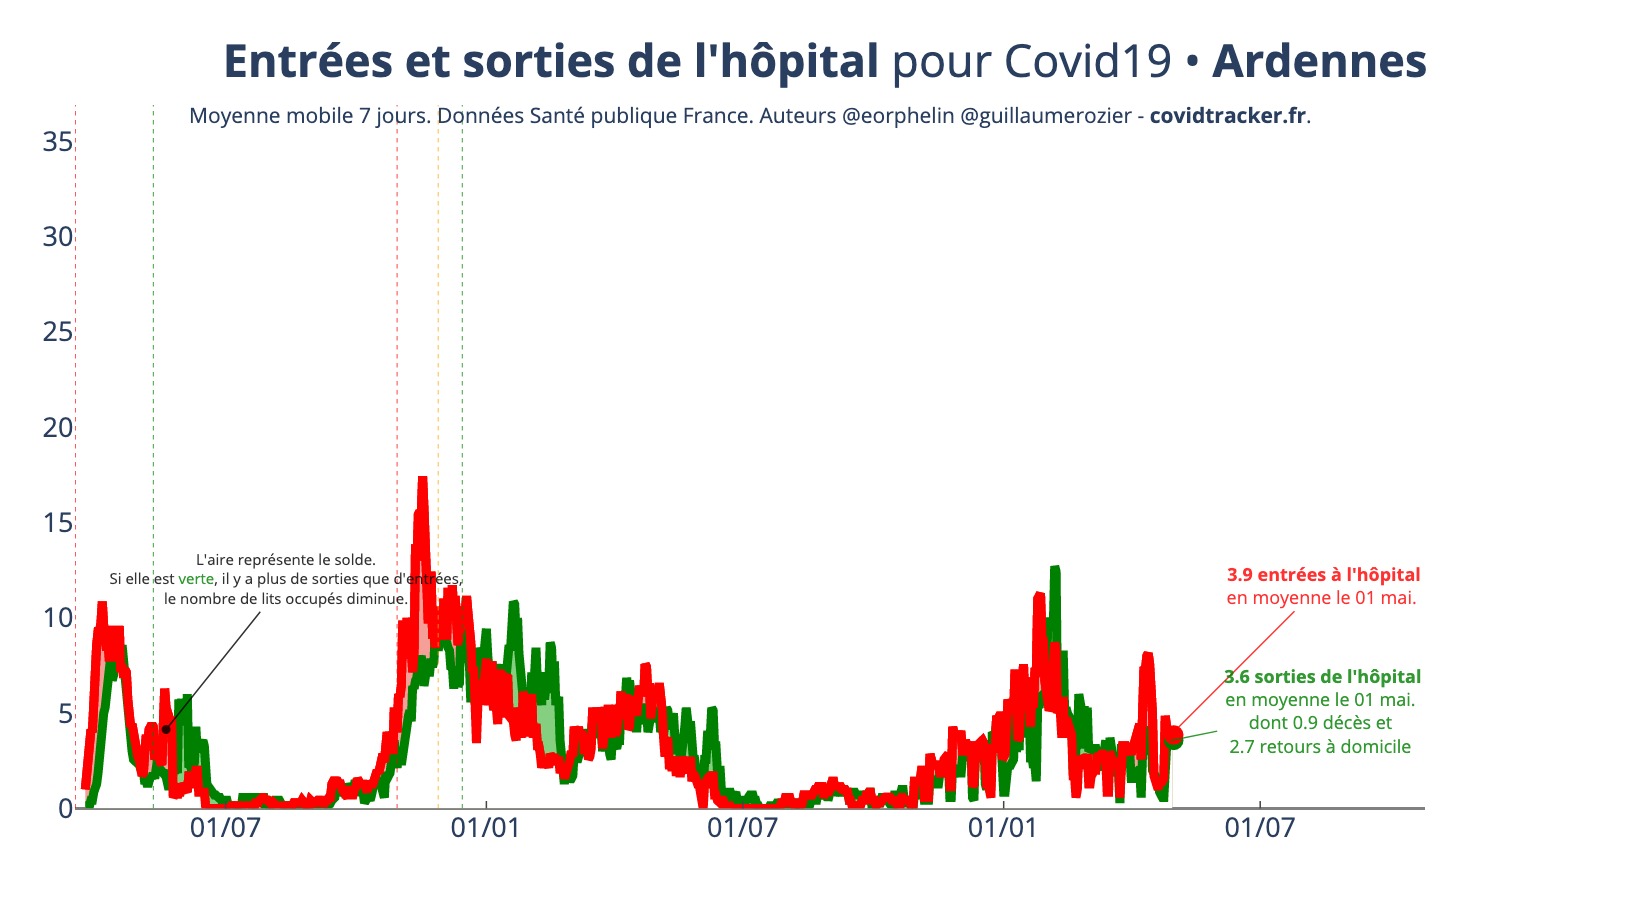 Entrées et sorties de l'hôpital pour Covid19 • Ardennes
Moyenne mobile 7 jours. Données Santé publique France. Auteurs @eorphelin @guillaumerozier - covidtracker.fr.
35
30
25
20
15
10
5
0
L'aire représente le solde.
Si elle est verte, il y a plus de sorties que d'entrées,
le nombre de lits occupés diminue.
3.9 entrées à l'hôpital
en moyenne le 01 mai.
3.6 sorties de l'hôpital
en moyenne le 01 mai.
dont 0.9 décès et
2.7 retours à domicile
01/07
01/01
01/07
01/01
01/07